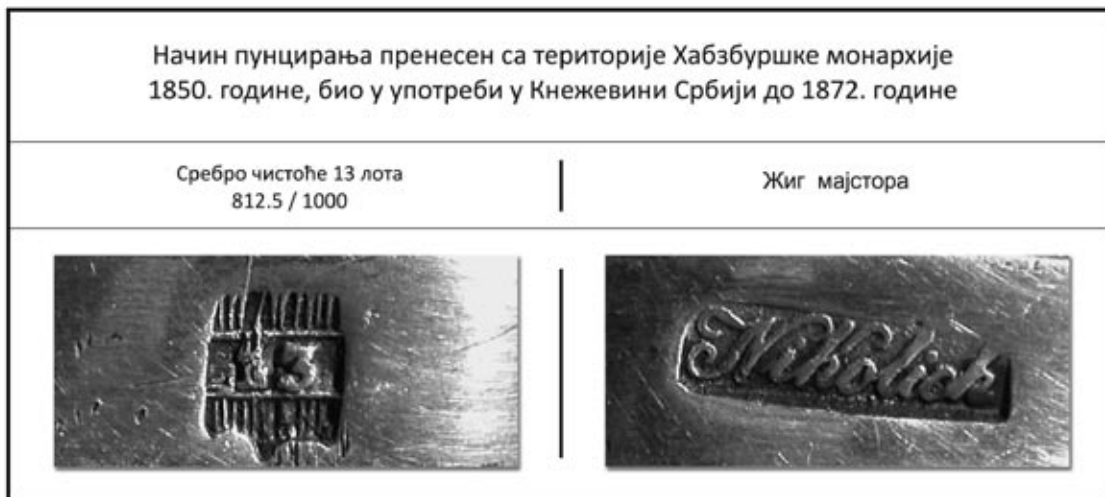 Начин пунцирања пренесен са територије Хабзбуршке монархије
1850. године, био у употреби у Кнежевини Србији до 1872. године
Сребро чистоће 13 лота
812.5 / 1000
Жиг мајстора
13
Nikolich